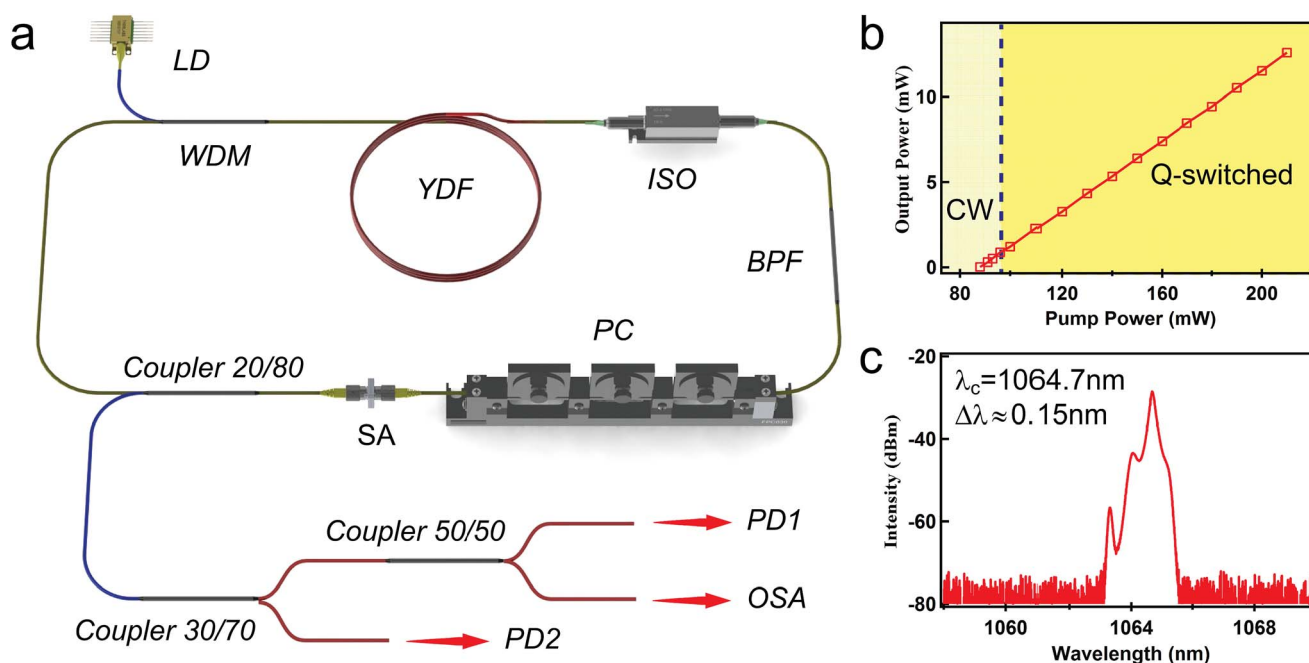 a
LD
WDM
YDF
ISO
BPF
PC
Coupler 20/80
SA
Coupler 50/50
PD1
OSA
Coupler 30/70
PD2
b
Output Power (mW)
10
5
0
CW
Q-switched
80
120
160
200
Pump Power (mW)
c
-20
-40
-60
-80
Intensity (dBm)
λc=1064.7nm
Δλ≈0.15nm
1060
1064
1068
Wavelength (nm)